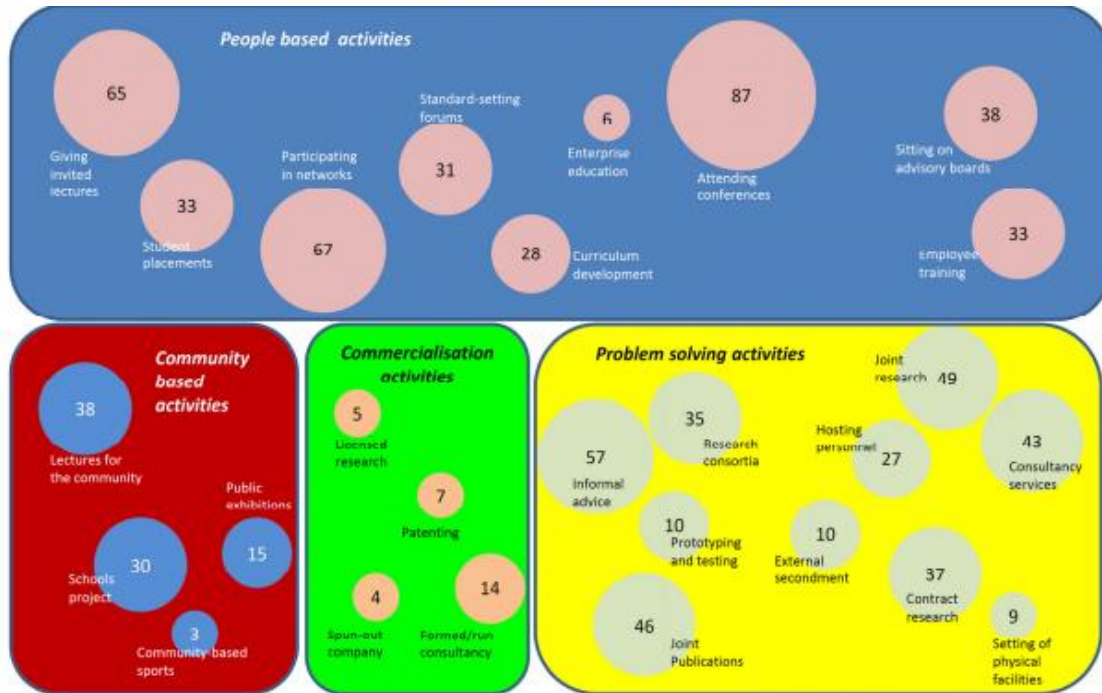 People based activities
65
Giving
invited
lectures
33
Student
placements
Participating
in networks
67
Standard-setting
forums
31
28
Curriculum
development
6
Enterprise
education
87
Attending
conferences
38
Sitting on
advisory boards
33
Employee
training
Community
based
activities
38
Lectures for
the community
Public
exhibitions
15
30
Schools
project
3
Community-based
sports
Commercialisation
activities
5
Licensed
research
7
Patenting
4
Spun-out
company
14
Formed/run
consultancy
Problem solving activities
57
Informal
advice
35
Research
consortia
10
Prototyping
and testing
46
Joint
Publications
Joint
research
49
Hosting
personnel
27
43
Consultancy
services
10
External
secondment
37
Contract
research
9
Setting of
physical
facilities